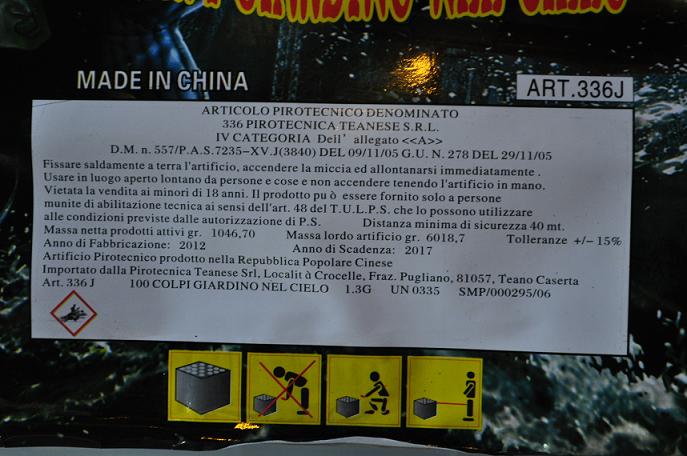 MADE IN CHINA
ART.336J
ARTICOLO PIROTECNICO DENOMINATO
336 PIROTECNICA TEANESE S.R.L.
IV CATEGORIA Dell' allegato <<A>>
D.M. n. 557/P.A.S.7235-XV.J(3840) DEL 09/11/05 G.U. N. 278 DEL 29/11/05
Fissare saldamente a terra l'artificio, accendere la miccia ed allontanarsi immediatamente .
Usare in luogo aperto lontano da persone e cose e non accendere tenendo l'artificio in mano.
Vietata la vendita ai minori di 18 anni. Il prodotto pu ò essere fornito solo a persone
munite di abilitazione tecnica ai sensi dell'art. 48 del T.U.L.P.S. che lo possono utilizzare
alle condizioni previste dalle autorizzazione di P.S. Distanza minima di sicurezza 40 mt.
Massa netta prodotti attivi gr. 1046,70 Massa lordo artificio gr. 6018,7 Tolleranze +/- 15%
Anno di Fabbricazione: 2012 Anno di Scadenza: 2017
Artificio Pirotecnico prodotto nella Repubblica Popolare Cinese
Importato dalla Pirotecnica Teanese Srl, Localit à Crocelle, Fraz. Pugliano, 81057, Teano Caserta
Art. 336 J 100 COLPI GIARDINO NEL CIELO 1.3G UN 0335 SMP/000295/06